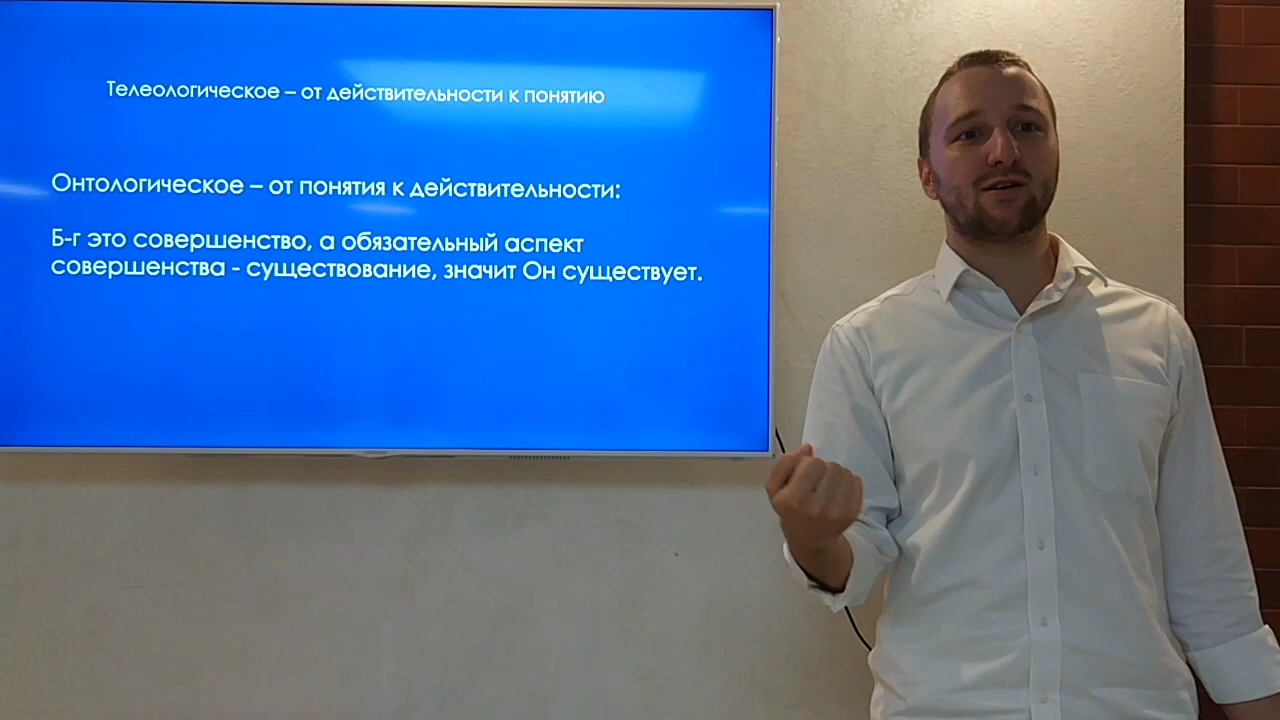 Телеологическое – от действительности к понятию
Онтологическое – от понятия к действительности:
Б-г это совершенство, а обязательный аспект
совершенства - существование, значит Он существует.